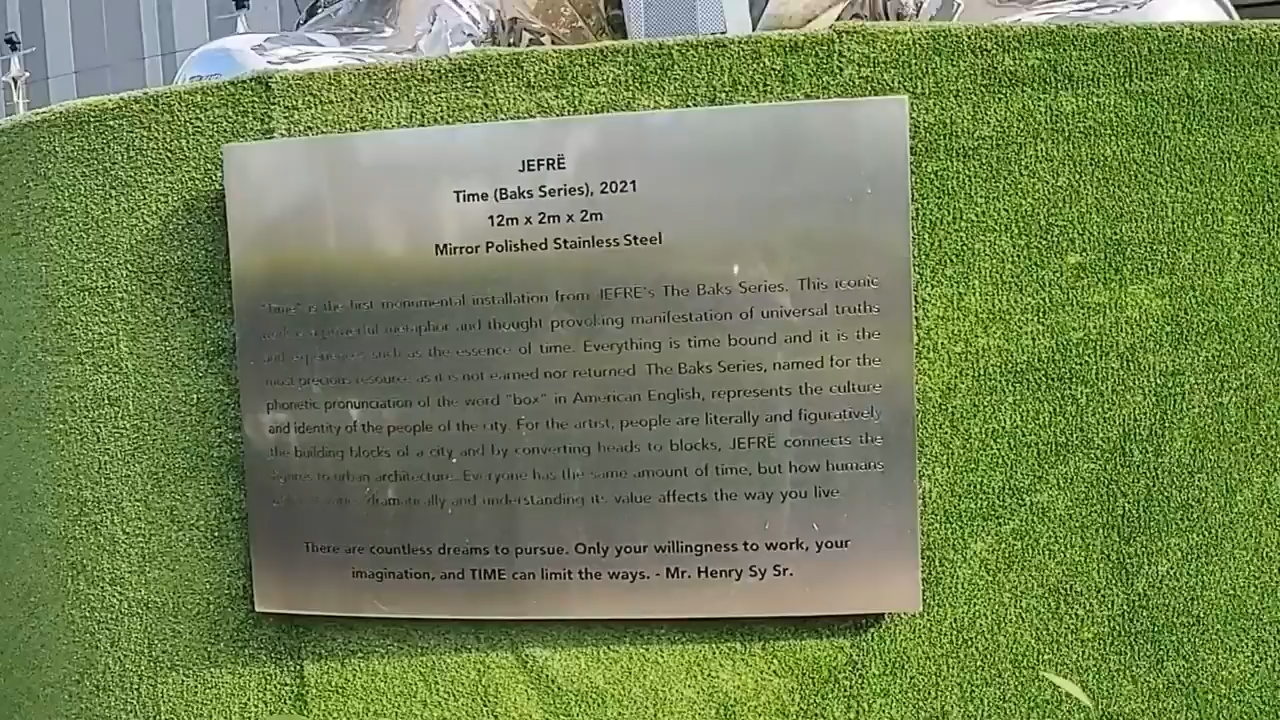 JEFRË
Time (Baks Series), 2021
12m x 2m x 2m
Mirror Polished Stainless Steel
"Time" is the first monumental installation from JEFRË's The Baks Series. This iconic
work is a powerful metaphor and thought provoking manifestation of universal truths
and experiences such as the essence of time. Everything is time bound and it is the
most precious resource as it is not earned nor returned. The Baks Series, named for the
phonetic pronunciation of the word "box" in American English, represents the culture
and identity of the people of the city. For the artist, people are literally and figuratively
the building blocks of a city and by converting heads to blocks, JEFRË connects the
figures to urban architecture. Everyone has the same amount of time, but how humans
dramatically and understanding its value affects the way you live
There are countless dreams to pursue. Only your willingness to work, your
imagination, and TIME can limit the ways. - Mr. Henry Sy Sr.